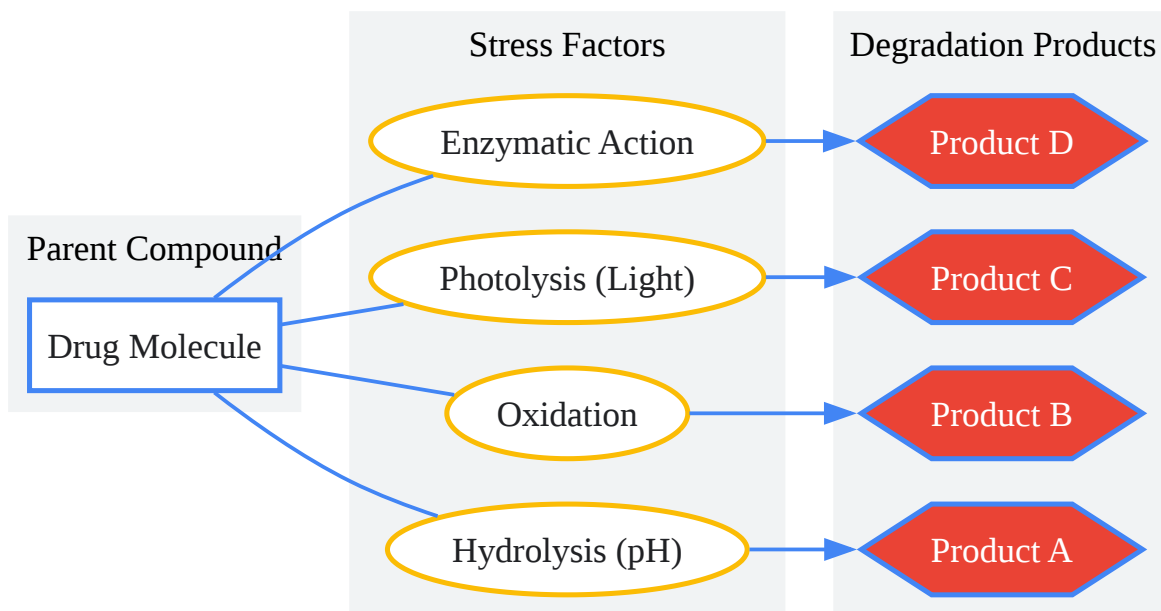 Stress Factors
Degradation Products
Enzymatic Action
Product D
Parent Compound
Photolysis (Light)
Product C
Drug Molecule
Oxidation
Product B
Hydrolysis (pH)
Product A